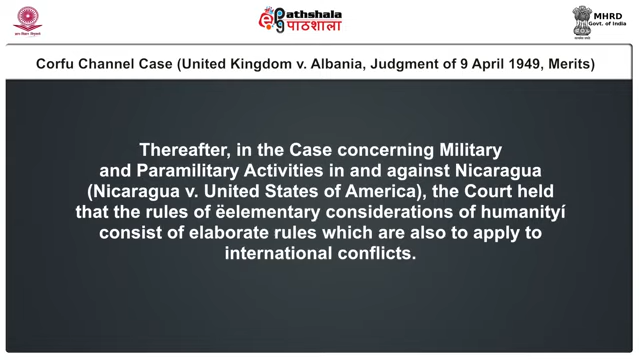 ePathshala
पाठशाला
MHRD
Govt. of India
Corfu Channel Case (United Kingdom v. Albania, Judgment of 9 April 1949, Merits)
Thereafter, in the Case concerning Military
and Paramilitary Activities in and against Nicaragua
(Nicaragua v. United States of America), the Court held
that the rules of ëelementary considerations of humanityí
consist of elaborate rules which are also to apply to
international conflicts.